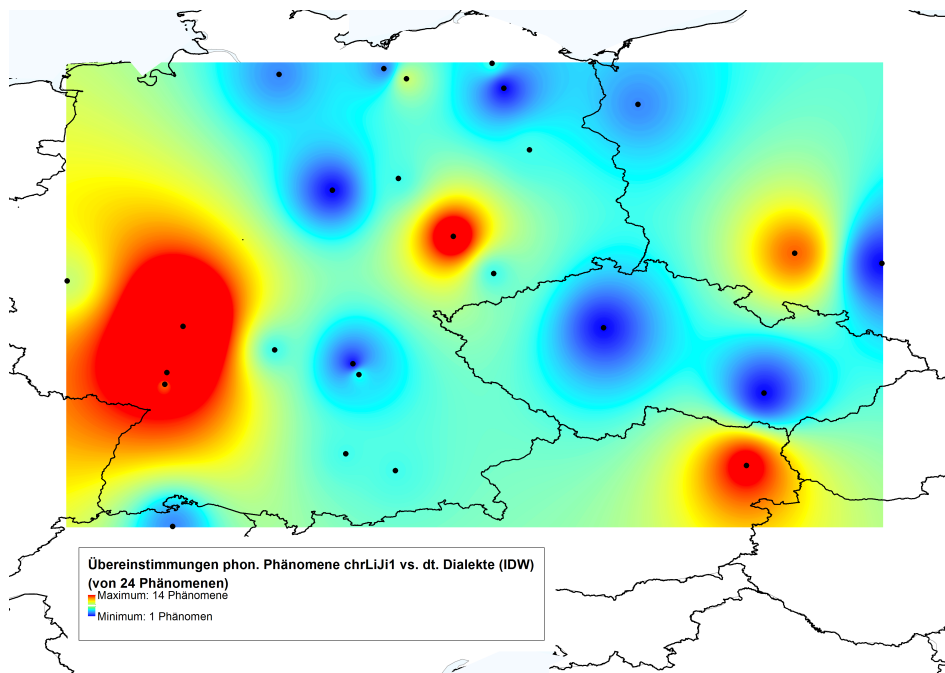 Übereinstimmungen phon. Phänomene chrLiJi1 vs. dt. Dialekte (IDW)
(von 24 Phänomenen)
Maximum: 14 Phänomene
Minimum: 1 Phänomen